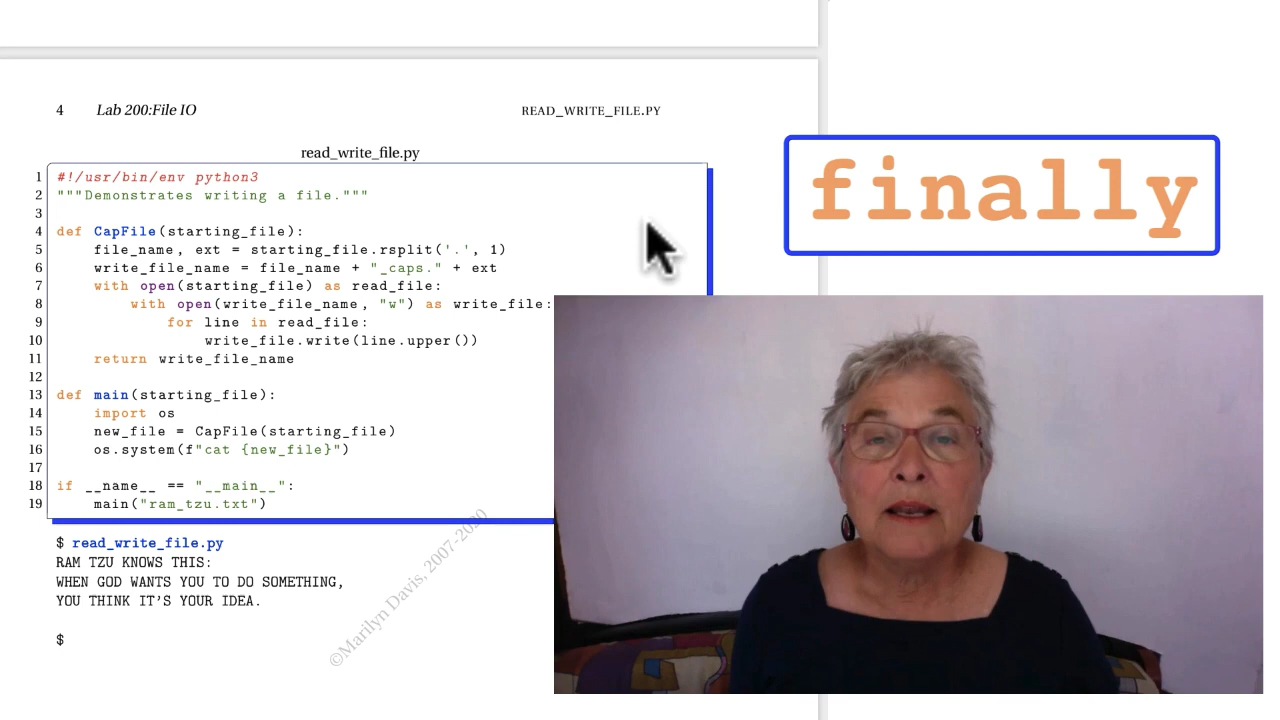 4 Lab 200:File IO READ_WRITE_FILE.PY
read_write_file.py
1 #!/usr/bin/env python3
2 """Demonstrates writing a file."""
3
4 def CapFile(starting_file):
5     file_name, ext = starting_file.rsplit('.', 1)
6     write_file_name = file_name + "_caps." + ext
7     with open(starting_file) as read_file:
8         with open(write_file_name, "w") as write_file:
9             for line in read_file:
10                 write_file.write(line.upper())
11     return write_file_name
12
13 def main(starting_file):
14     import os
15     new_file = CapFile(starting_file)
16     os.system(f"cat {new_file}")
17
18 if __name__ == "__main__":
19     main("ram_tzu.txt")
$ read_write_file.py
RAM TZU KNOWS THIS:
WHEN GOD WANTS YOU TO DO SOMETHING,
YOU THINK IT'S YOUR IDEA.
$
©Marilyn Davis, 2007-2020
finally